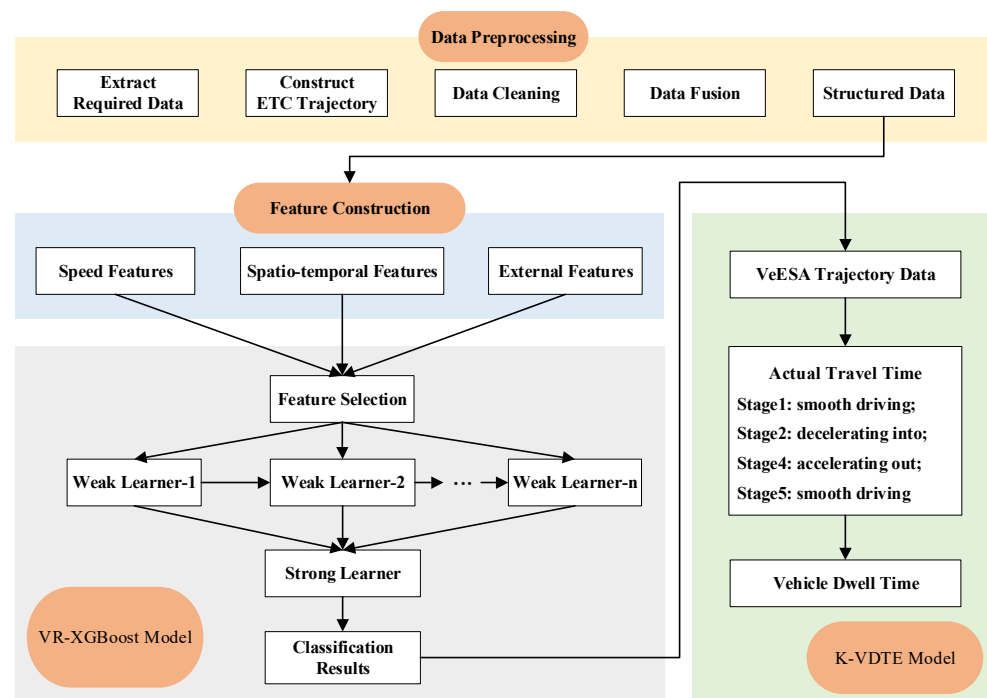 Data Preprocessing
Extract
Required Data
Construct
ETC Trajectory
Data Cleaning
Data Fusion
Structured Data
Feature Construction
Speed Features
Spatio-temporal Features
External Features
Feature Selection
Weak Learner-1
Weak Learner-2
...
Weak Learner-n
Strong Learner
Classification
Results
VR-XGBoost Model
VeESA Trajectory Data
Actual Travel Time
Stage1: smooth driving;
Stage2: decelerating into;
Stage4: accelerating out;
Stage5: smooth driving
Vehicle Dwell Time
K-VDTE Model